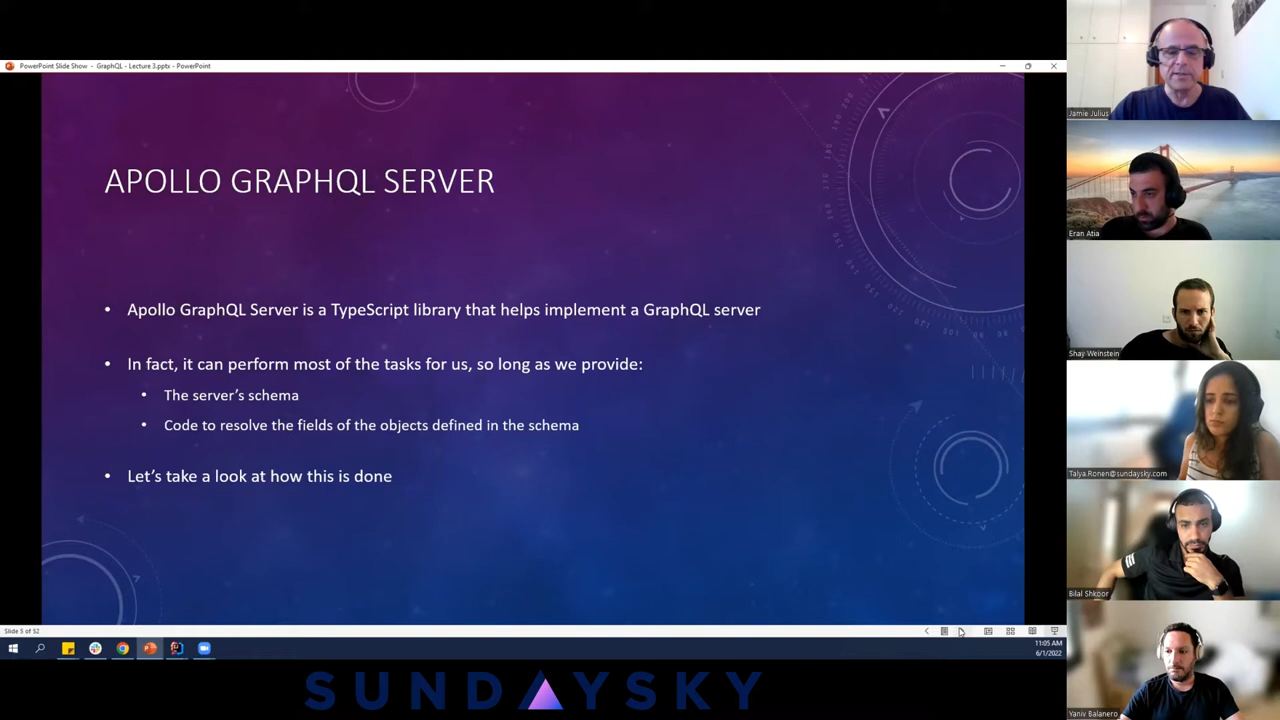 PowerPoint Slide Show - GraphQL - Lecture 3.pptx - PowerPoint
APOLLO GRAPHQL SERVER
• Apollo GraphQL Server is a TypeScript library that helps implement a GraphQL server
• In fact, it can perform most of the tasks for us, so long as we provide:
• The server’s schema
• Code to resolve the fields of the objects defined in the schema
• Let’s take a look at how this is done
Slide 5 of 52
11:05 AM
6/1/2022
SUNDAYSKY
Jamie Julius
Eran Atia
Shay Weinstein
Talya.Ronen@sundaysky.com
Bilal Shkoor
Yaniv Balanero